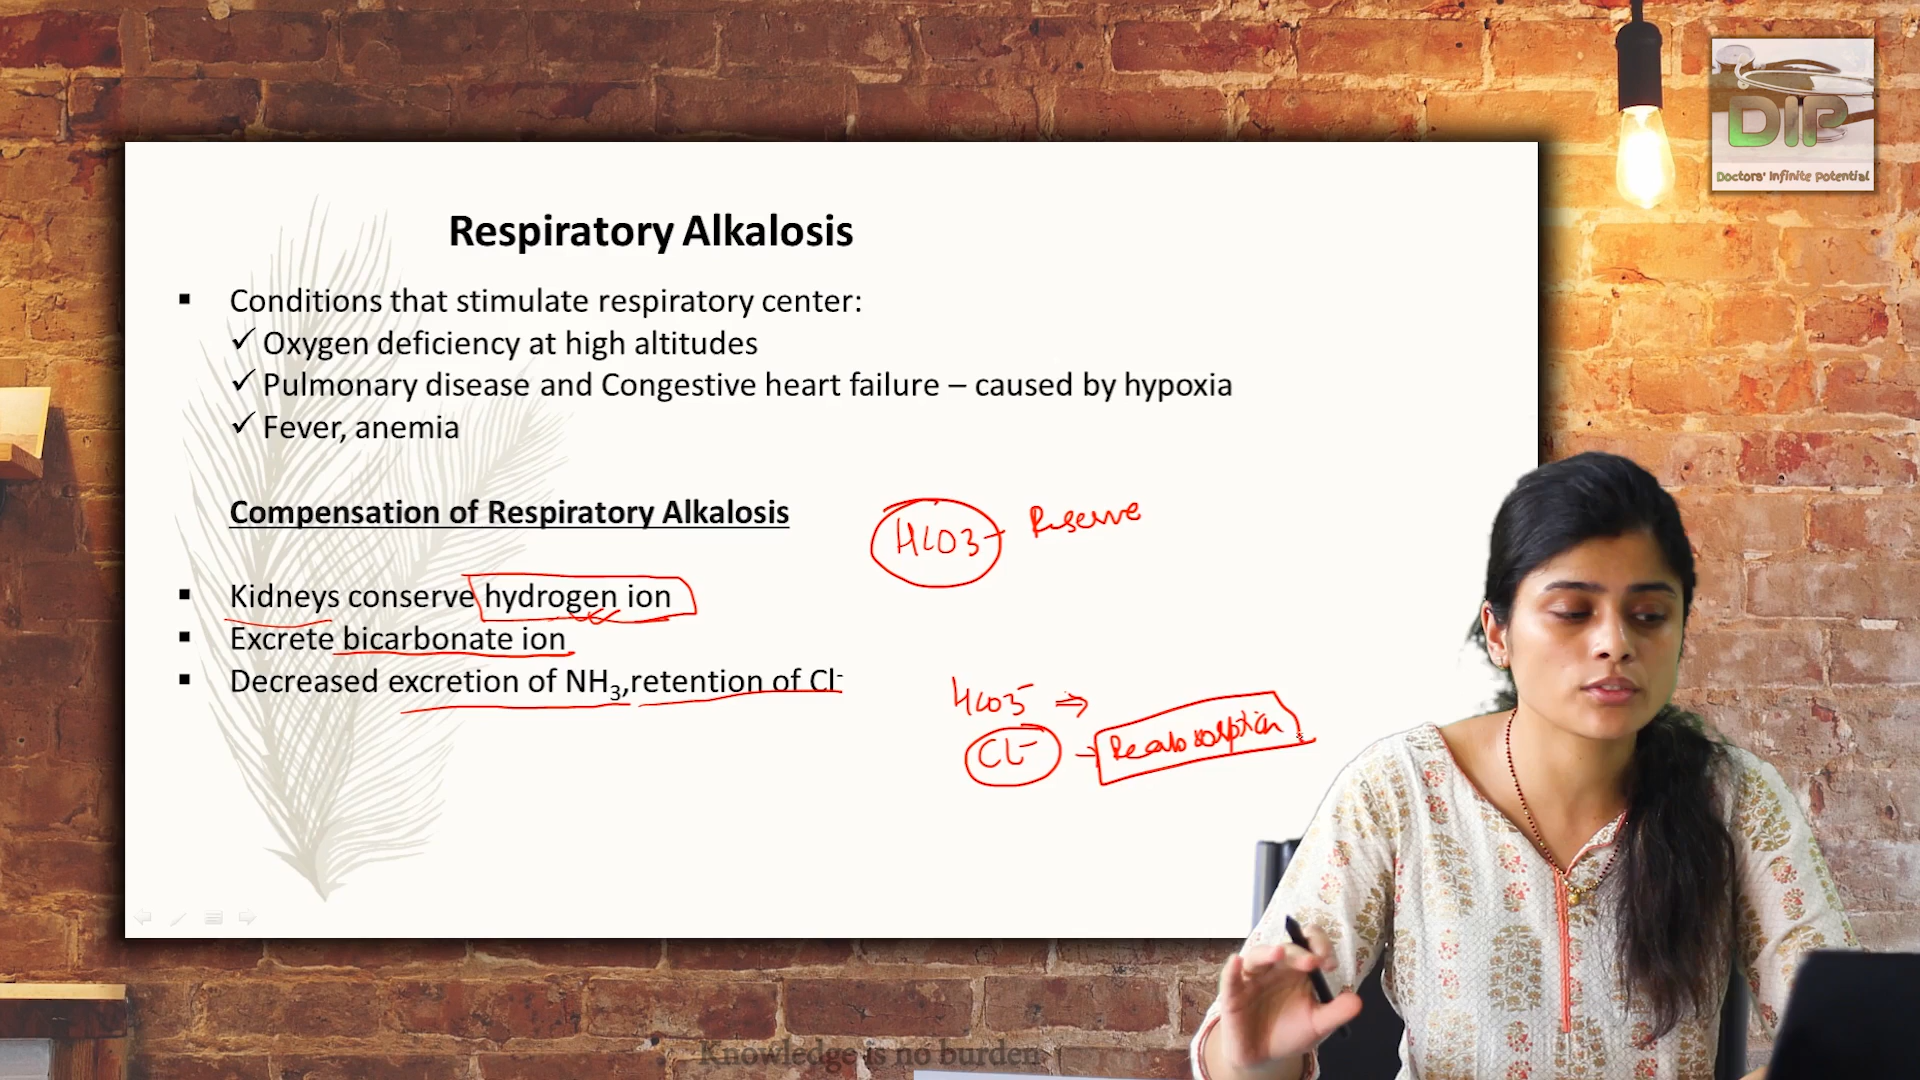 DIP
Doctors' Infinite Potential
Respiratory Alkalosis
▪ Conditions that stimulate respiratory center:
✓ Oxygen deficiency at high altitudes
✓ Pulmonary disease and Congestive heart failure – caused by hypoxia
✓ Fever, anemia
Compensation of Respiratory Alkalosis
HCO3 - Reserve
▪ Kidneys conserve hydrogen ion
▪ Excrete bicarbonate ion
▪ Decreased excretion of NH₃,retention of Cl⁻
HCO3⁻ ⇒
Cl⁻ → Reabsorption
Knowledge is no burden